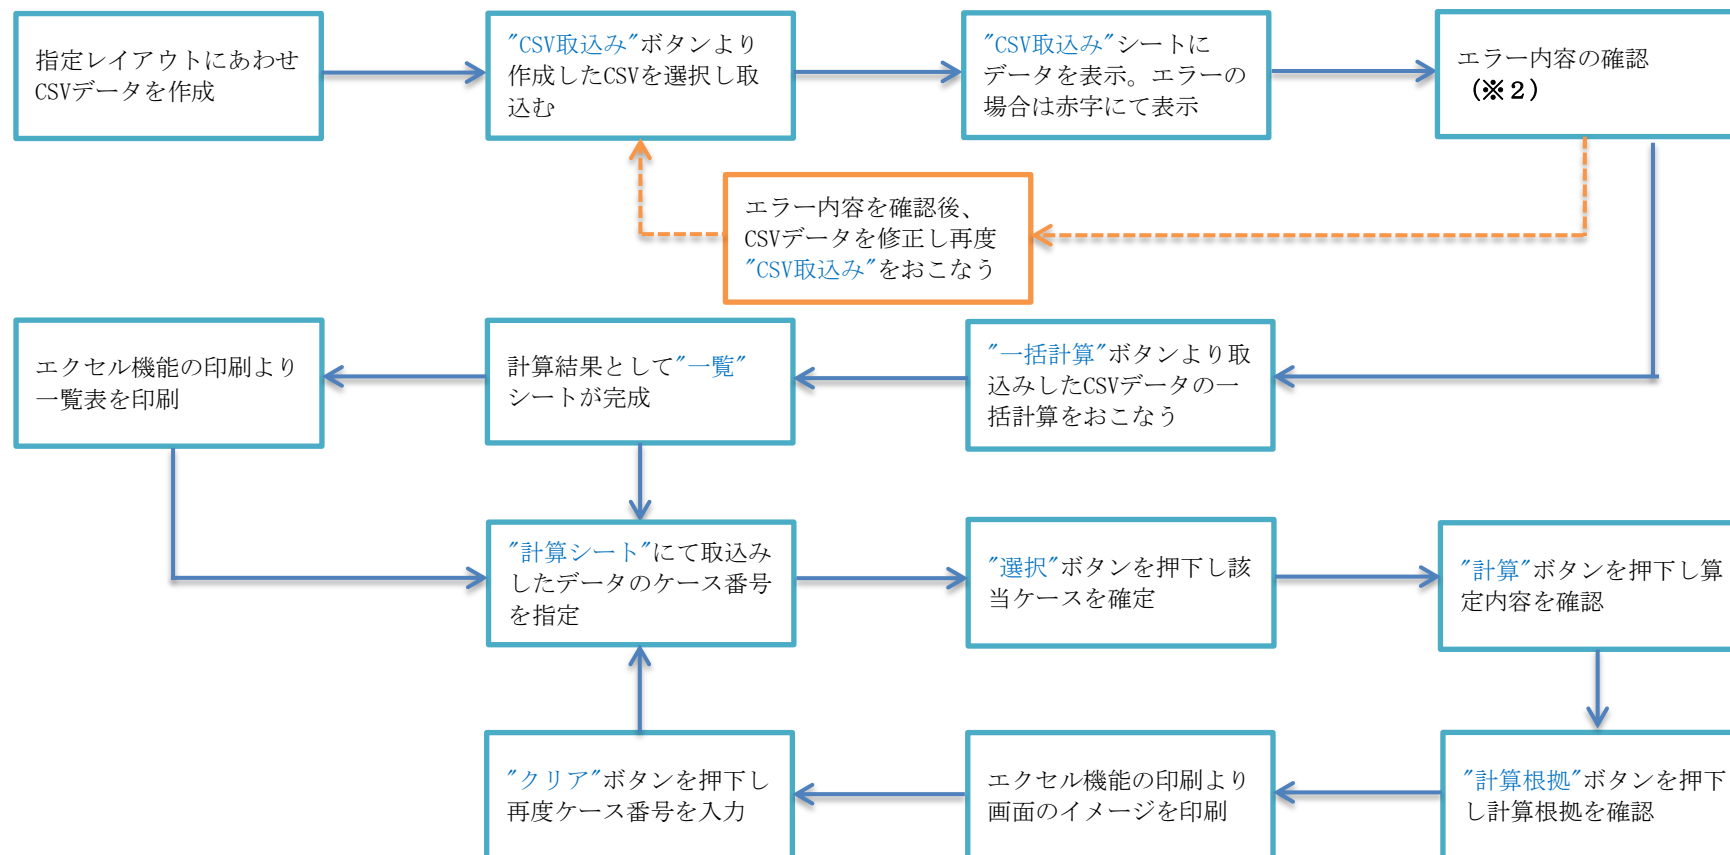 指定レイアウトにあわせ
CSVデータを作成
"CSV取込み"ボタンより
作成したCSVを選択し取
込む
"CSV取込み"シートに
データを表示。エラーの
場合は赤字にて表示
エラー内容の確認
(※２)
エラー内容を確認後、
CSVデータを修正し再度
"CSV取込み"をおこなう
エクセル機能の印刷より
一覧表を印刷
計算結果として"一覧"
シートが完成
"一括計算"ボタンより取
込みしたCSVデータの一
括計算をおこなう
"計算シート"にて取込み
したデータのケース番号
を指定
"選択"ボタンを押下し該
当ケースを確定
"計算"ボタンを押下し算
定内容を確認
"クリア"ボタンを押下し
再度ケース番号を入力
エクセル機能の印刷より
画面のイメージを印刷
"計算根拠"ボタンを押下
し計算根拠を確認